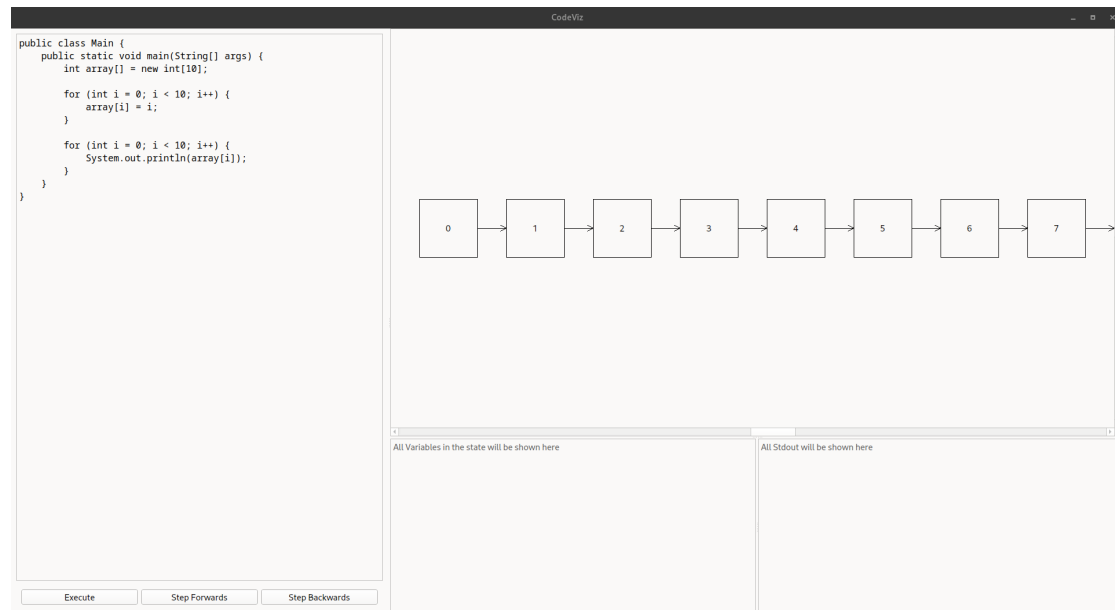 CodeViz
public class Main {
    public static void main(String[] args) {
        int array[] = new int[10];

        for (int i = 0; i < 10; i++) {
            array[i] = i;
        }

        for (int i = 0; i < 10; i++) {
            System.out.println(array[i]);
        }
    }
}
0 1 2 3 4 5 6 7
All Variables in the state will be shown here
All Stdout will be shown here
Execute Step Forwards Step Backwards